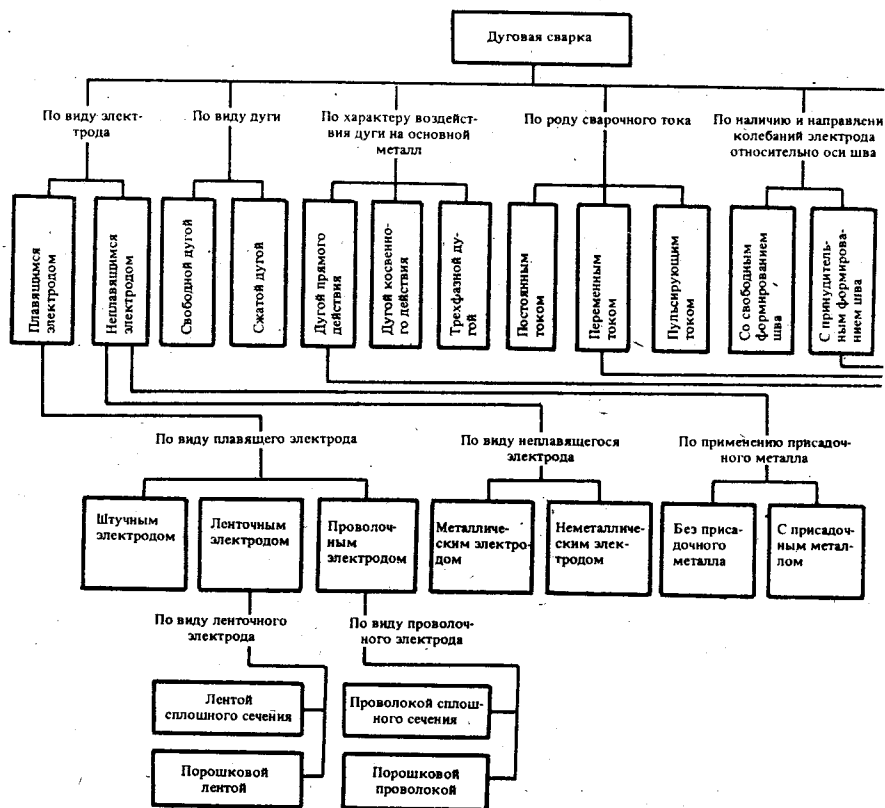 Дуговая сварка
По виду элект-
трода
По виду дуги
По характеру воздейст-
вия дуги на основной
металл
По роду сварочного тока
По наличию и направлени
колебаний электрода
относительно оси шва
Плавящимся
электродом
Неплавящимся
электродом
Свободной дугой
Сжатой дугой
Дугой прямого
действия
Дугой косвенно-
го действия
Трехфазной ду-
гой
Постоянным
током
Переменным
током
Пульсирующим
током
Со свободным
формированием
шва
С принудитель-
ным формирова-
нием шва
По виду плавящего электрода
По виду неплавящегося
электрода
По применению присадоч-
ного металла
Штучным
электродом
Ленточным
электродом
Проволоч-
ным
электродом
Металличе-
ским электро-
дом
Неметалличе-
ским элек-
тродом
Без приса-
дочного
металла
С присадоч-
ным метал-
лом
По виду ленточного
электрода
По виду проволоч-
ного электрода
Лентой
сплошного сечения
Проволокой сплош-
ного сечения
Порошковой
лентой
Порошковой
проволокой